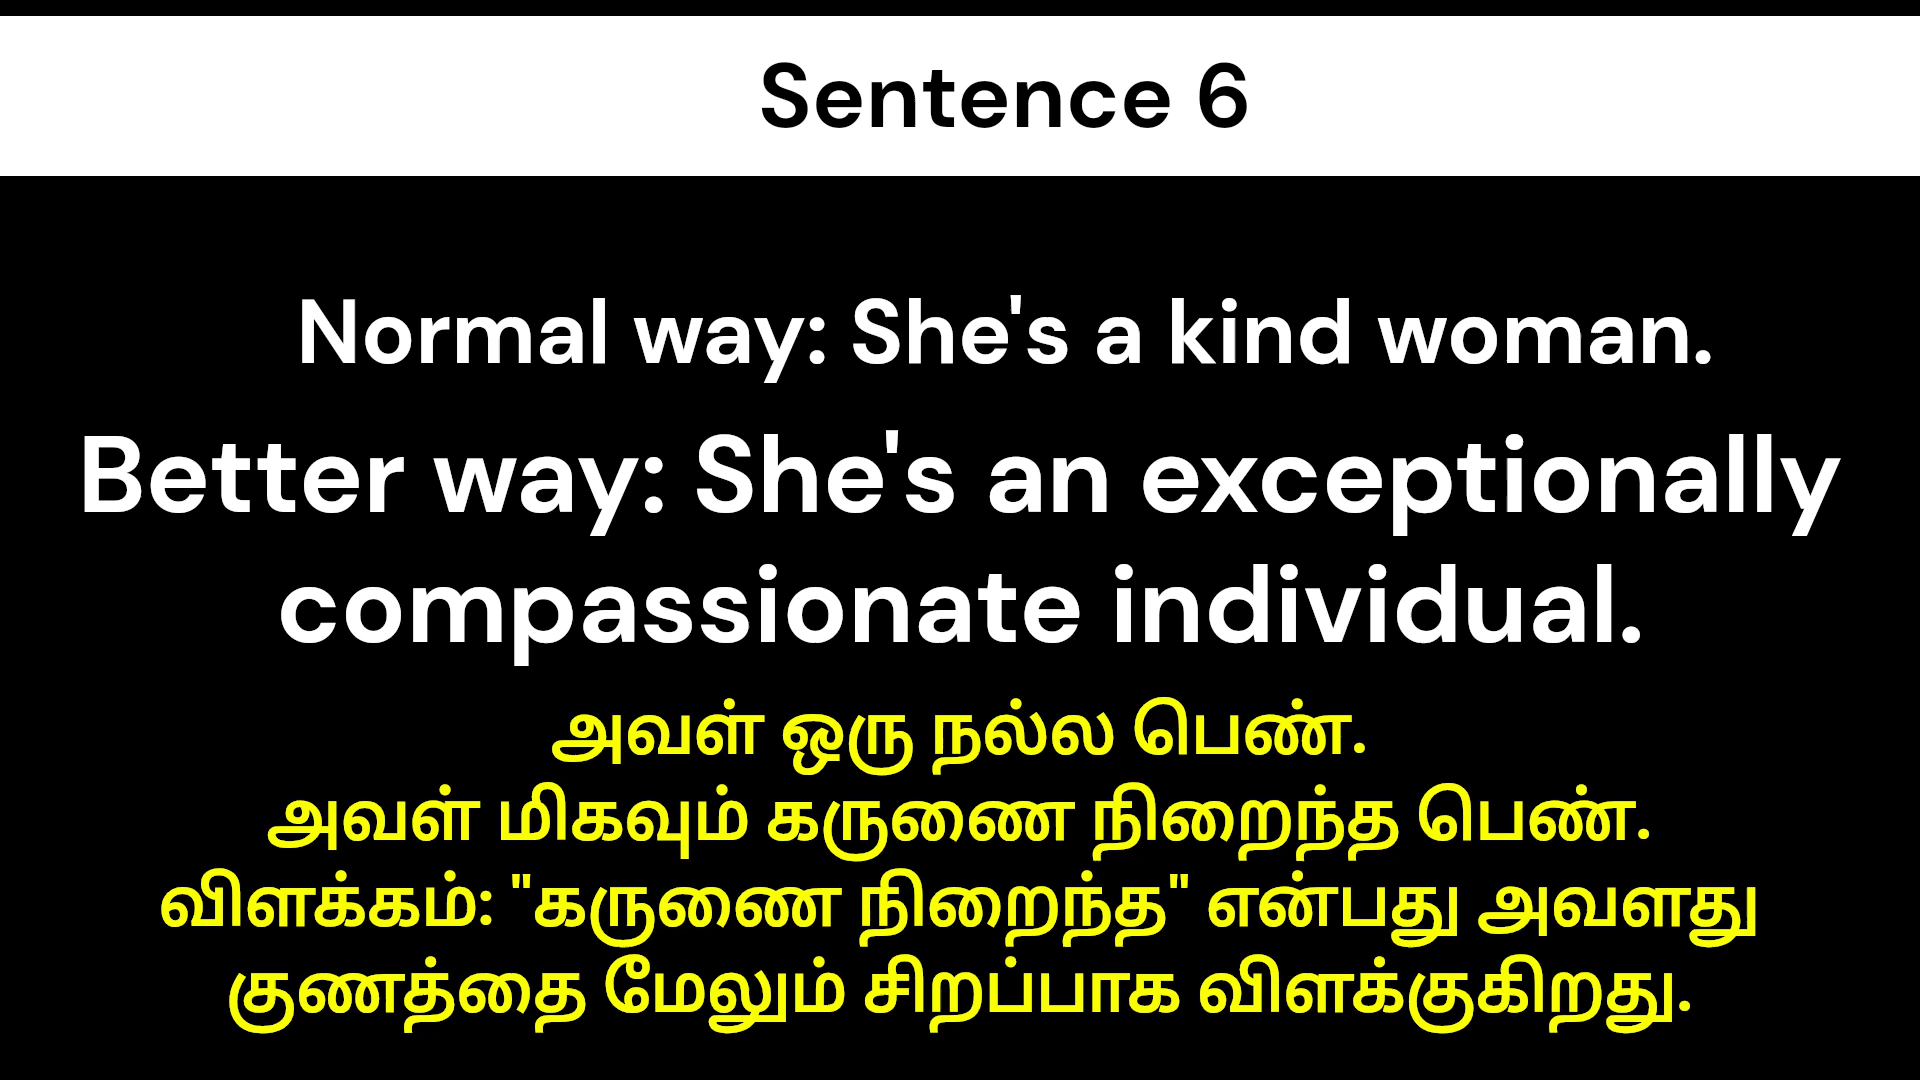 Sentence 6
Normal way: She's a kind woman.
Better way: She's an exceptionally
compassionate individual.
அவள் ஒரு நல்ல பெண்.
அவள் மிகவும் கருணை நிறைந்த பெண்.
விளக்கம்: "கருணை நிறைந்த" என்பது அவளது
குணத்தை மேலும் சிறப்பாக விளக்குகிறது.